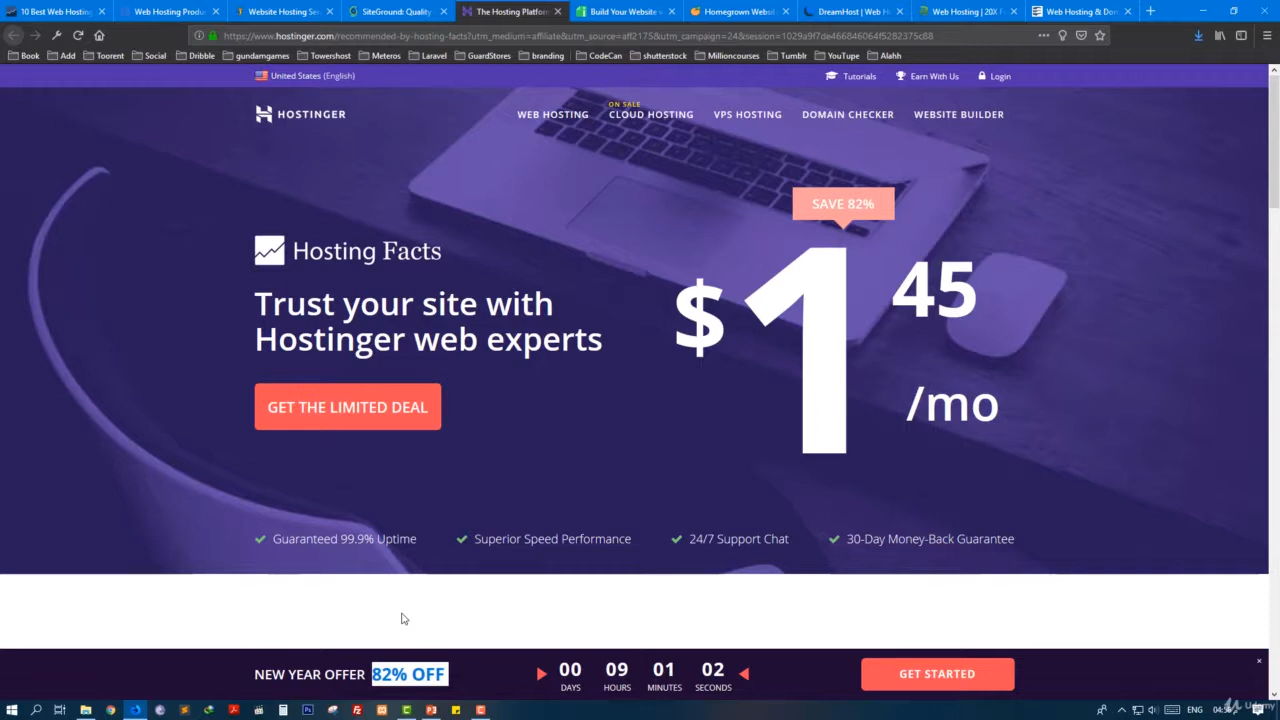 10 Best Web Hosting
Web Hosting Produ
Website Hosting Se
SiteGround: Quality
The Hosting Platfor
Build Your Website
Homegrown Websit
DreamHost | Web H
Web Hosting | 20X F
Web Hosting & Dom
https://www.hostinger.com/recommended-by-hosting-facts?utm_medium=affiliate&utm_source=aff2175&utm_campaign=24&session=1029a9f7de466846064f5282375c88
Book Add Toorent Social Dribble gundamgames Towershost Meteros Laravel GuardStores branding CodeCan shutterstock Millioncourses Tumblr YouType Alahh
United States (English)
Tutorials Earn With Us Login
HOSTINGER
ON SALE
WEB HOSTING CLOUD HOSTING VPS HOSTING DOMAIN CHECKER WEBSITE BUILDER
SAVE 82%
Hosting Facts
Trust your site with
Hostinger web experts
$1 45
/mo
GET THE LIMITED DEAL
Guaranteed 99.9% Uptime Superior Speed Performance 24/7 Support Chat 30-Day Money-Back Guarantee
NEW YEAR OFFER 82% OFF
00 09 01 02
DAYS HOURS MINUTES SECONDS
GET STARTED
ENG
Udemy